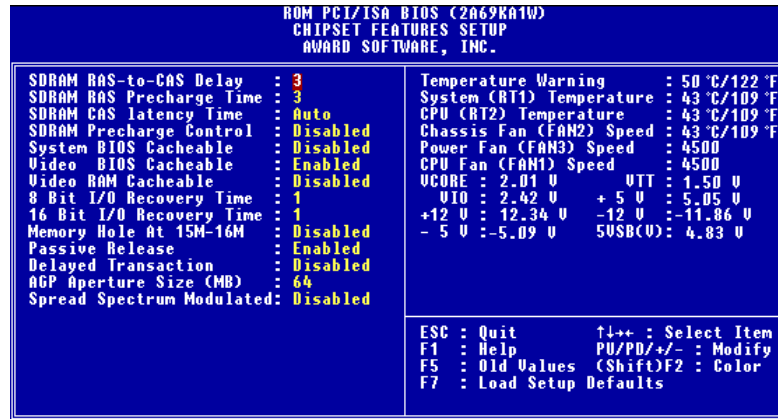 ROM PCI/ISA BIOS (2A69KA1W)
CHIPSET FEATURES SETUP
AWARD SOFTWARE, INC.
SDRAM RAS-to-CAS Delay : 3
SDRAM RAS Precharge Time : 3
SDRAM CAS latency Time : Auto
SDRAM Precharge Control : Disabled
System BIOS Cacheable : Disabled
Video BIOS Cacheable : Enabled
Video RAM Cacheable : Disabled
8 Bit I/O Recovery Time : 1
16 Bit I/O Recovery Time : 1
Memory Hole At 15M-16M : Disabled
Passive Release : Enabled
Delayed Transaction : Disabled
AGP Aperture Size (MB) : 64
Spread Spectrum Modulated: Disabled
Temperature Warning : 50 °C/122 °F
System (RT1) Temperature : 43 °C/109 °F
CPU (RT2) Temperature : 43 °C/109 °F
Chassis Fan (FAN2) Speed : 43 °C/109 °F
Power Fan (FAN3) Speed : 4500
CPU Fan (FAN1) Speed : 4500
VCORE : 2.01 V VTT : 1.50 V
VIO : 2.42 V + 5 V : 5.05 V
+12 V : 12.34 V -12 V :-11.86 V
- 5 V :-5.09 V 5VSB(V): 4.83 V
ESC : Quit ↑↓→← : Select Item
F1 : Help PU/PD/+/- : Modify
F5 : Old Values (Shift)F2 : Color
F7 : Load Setup Defaults